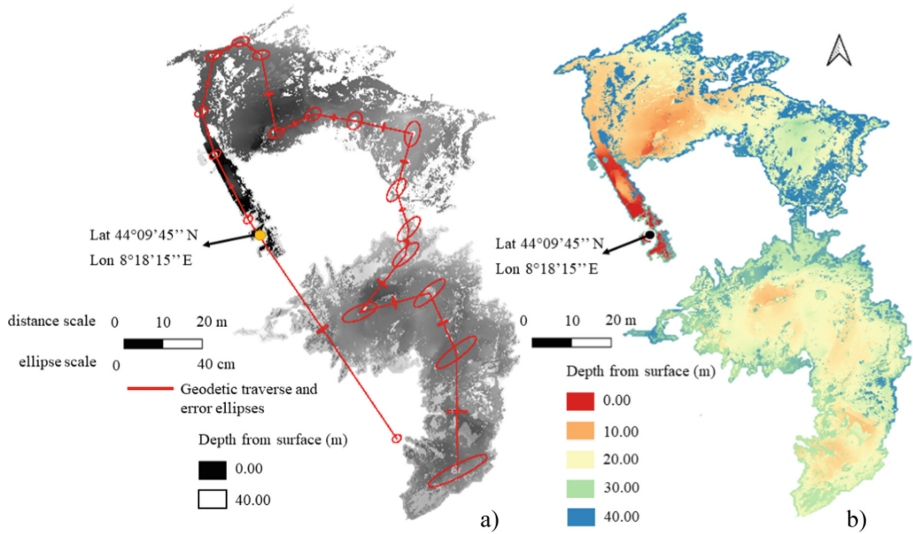 Lat 44°09’45’’ N
Lon 8°18’15’’E
distance scale
0 10 20 m
ellipse scale
0 40 cm
Geodetic traverse and
error ellipses
Depth from surface (m)
0.00
40.00
a)
Lat 44°09’45’’ N
Lon 8°18’15’’E
0 10 20 m
Depth from surface (m)
0.00
10.00
20.00
30.00
40.00
b)